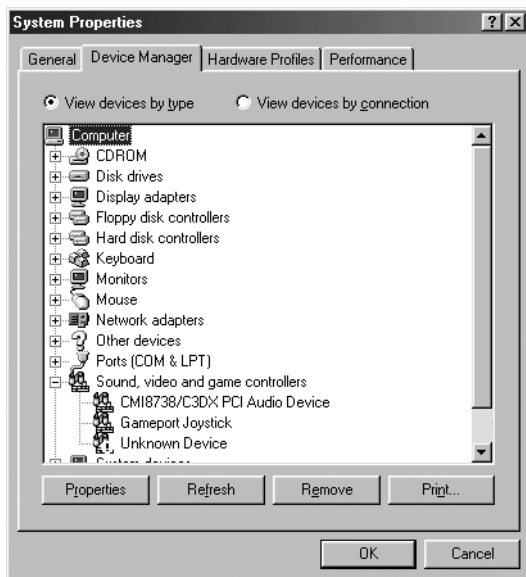 System Properties
General Device Manager Hardware Profiles Performance
View devices by type View devices by connection
Computer
CDROM
Disk drives
Display adapters
Floppy disk controllers
Hard disk controllers
Keyboard
Monitors
Mouse
Network adapters
Other devices
Ports (COM & LPT)
Sound, video and game controllers
CMI8738/C3DX PCI Audio Device
Gameport Joystick
Unknown Device
System devices
Properties Refresh Remove Print...
OK Cancel